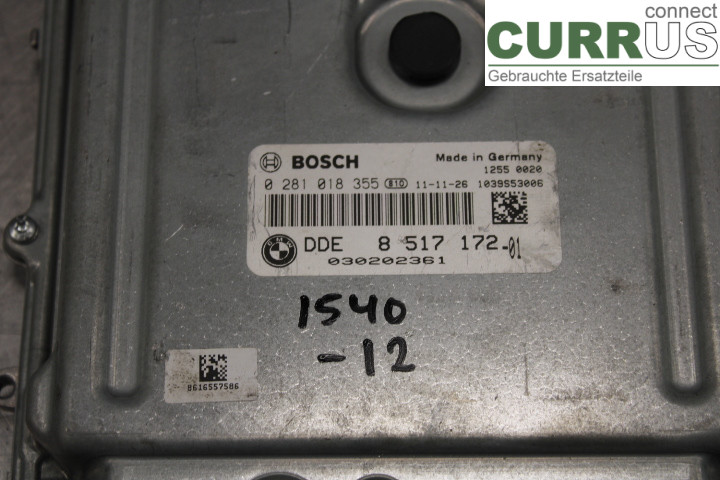 connect
CURRUS
Gebrauchte Ersatzteile
BOSCH
Made in Germany
1255 0020
0 281 018 355 B10 11-11-26 1039S53006
BMW
DDE 8 517 172-01
030202361
1540
-12
8616557586